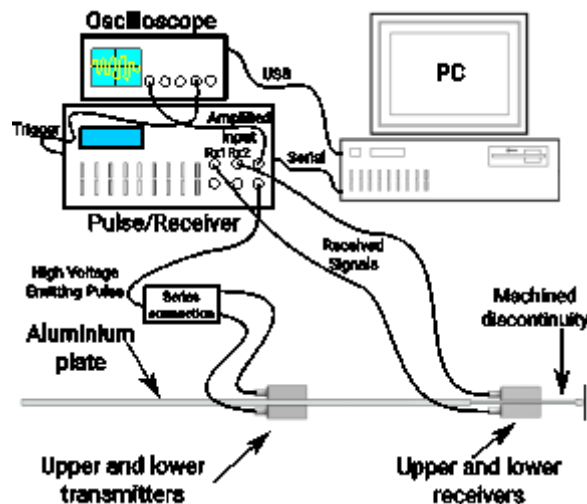 Oscilloscope
USB
PC
Trigger
Amplified
Input
Rx1 Rx2
Serial
Pulse/Receiver
High Voltage
Emitting Pulse
Series
connection
Received
Signals
Machined
discontinuity
Aluminium
plate
Upper and lower
transmitters
Upper and lower
receivers